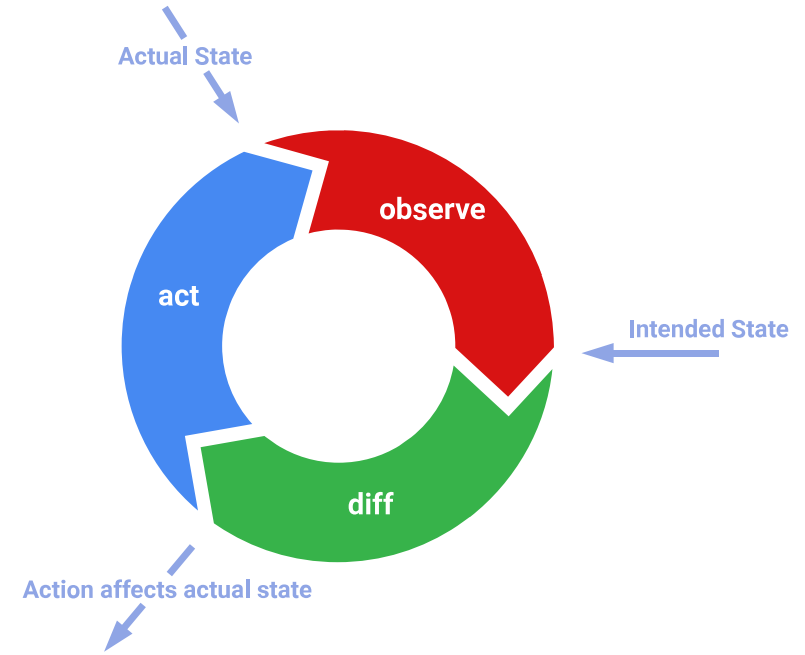 Actual State
observe
act
Intended State
diff
Action affects actual state